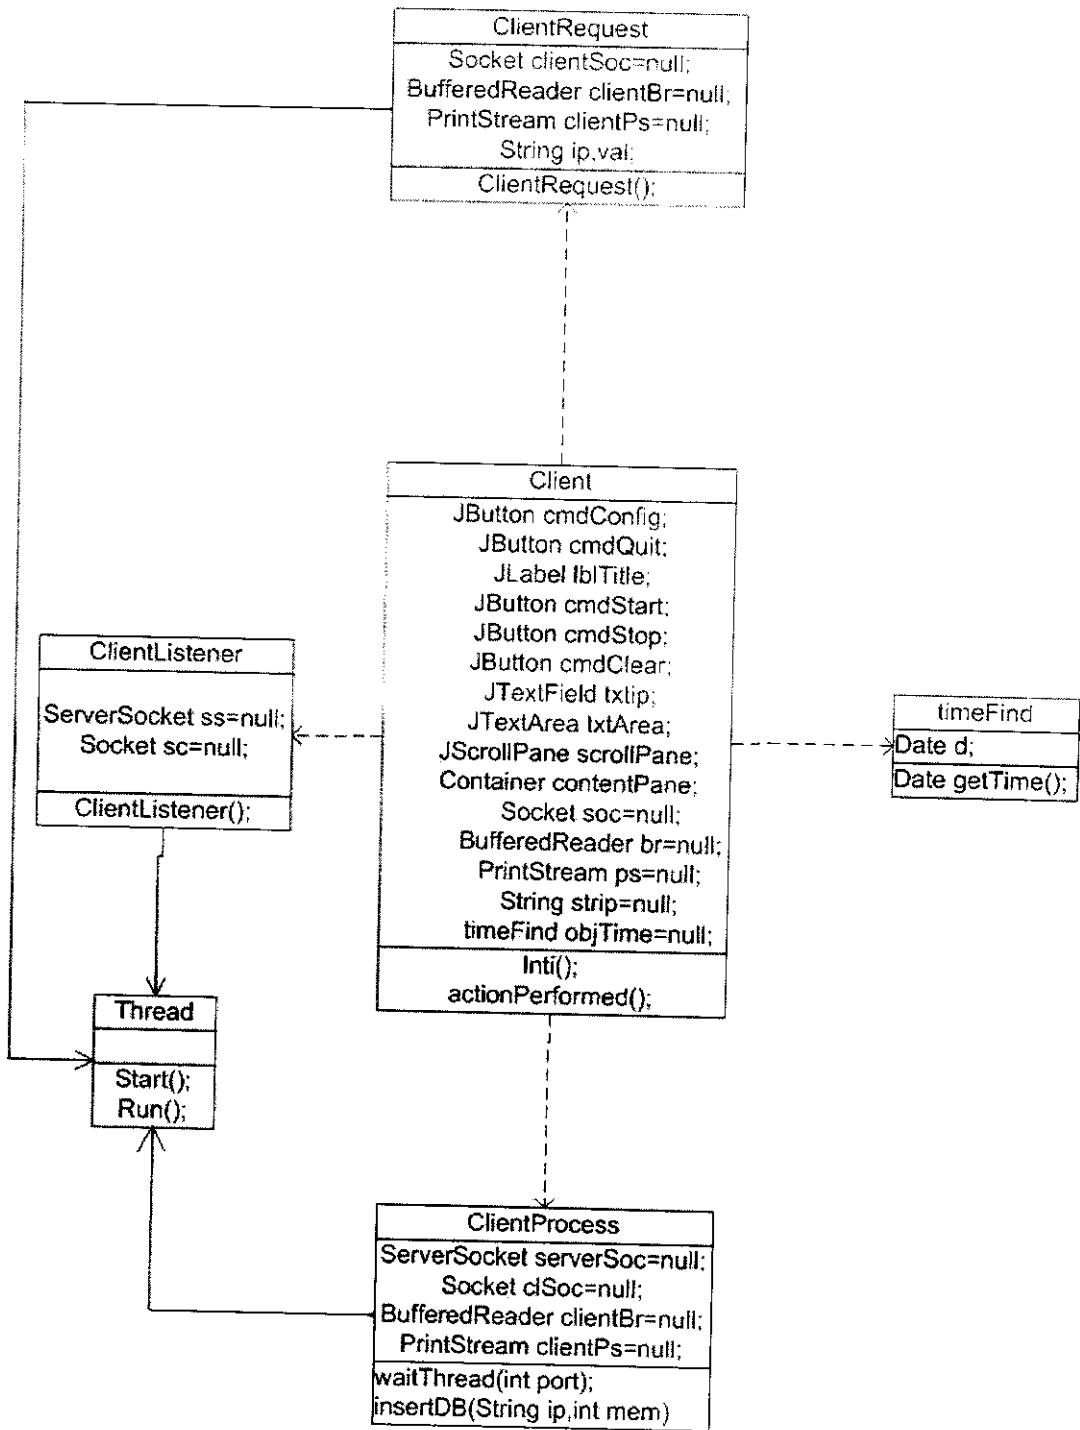 ClientRequest
Socket clientSoc=null;
BufferedReader clientBr=null;
PrintStream clientPs=null;
String ip,val;
ClientRequest();
Client
JButton cmdConfig;
JButton cmdQuit;
JLabel lblTitle;
JButton cmdStart;
JButton cmdStop;
JButton cmdClear;
JTextField txtip;
JTextArea txtArea;
JScrollPane scrollPane;
Container contentPane;
Socket soc=null;
BufferedReader br=null;
PrintStream ps=null;
String strip=null;
timeFind objTime=null;
Inti();
actionPerformed();
ClientListener
ServerSocket ss=null;
Socket sc=null;
ClientListener();
timeFind
Date d;
Date getTime();
Thread
Start();
Run();
ClientProcess
ServerSocket serverSoc=null;
Socket clSoc=null;
BufferedReader clientBr=null;
PrintStream clientPs=null;
waitThread(int port);
insertDB(String ip,int mem)